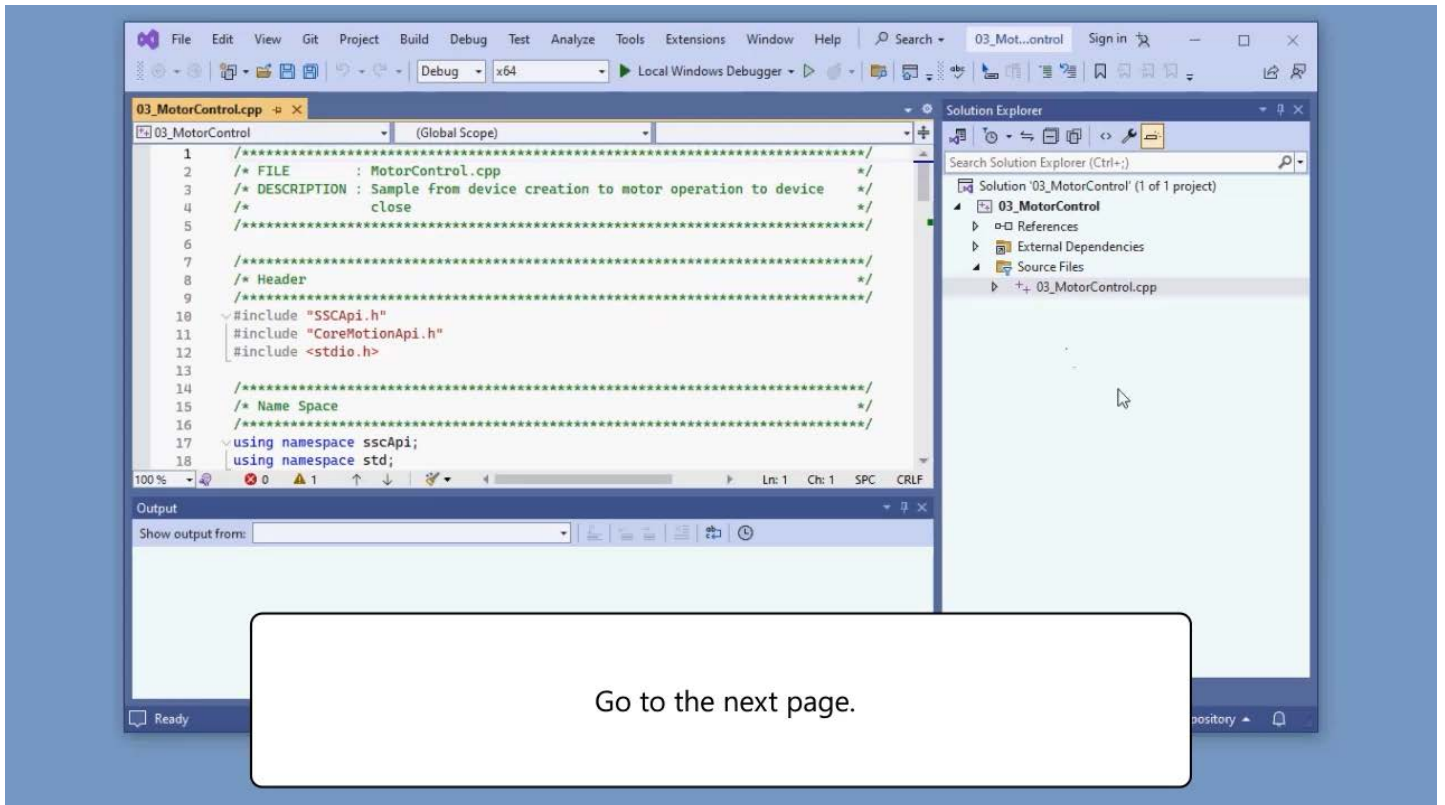 File Edit View Git Project Build Debug Test Analyze Tools Extensions Window Help Search 03_Mot...ontrol Sign in
Debug x64 Local Windows Debugger
03_MotorControl.cpp
03_MotorControl (Global Scope)
1 /******************************************************************************/
2 /* FILE : MotorControl.cpp */
3 /* DESCRIPTION : Sample from device creation to motor operation to device */
4 /* close */
5 /******************************************************************************/
6
7 /******************************************************************************/
8 /* Header */
9 /******************************************************************************/
10 #include "SSCApi.h"
11 #include "CoreMotionApi.h"
12 #include <stdio.h>
13
14 /******************************************************************************/
15 /* Name Space */
16 /******************************************************************************/
17 using namespace sscApi;
18 using namespace std;
100 % 0 1 Ln: 1 Ch: 1 SPC CRLF
Output
Show output from:
Solution Explorer
Search Solution Explorer (Ctrl+;)
Solution '03_MotorControl' (1 of 1 project)
03_MotorControl
References
External Dependencies
Source Files
03_MotorControl.cpp
Go to the next page.
Ready